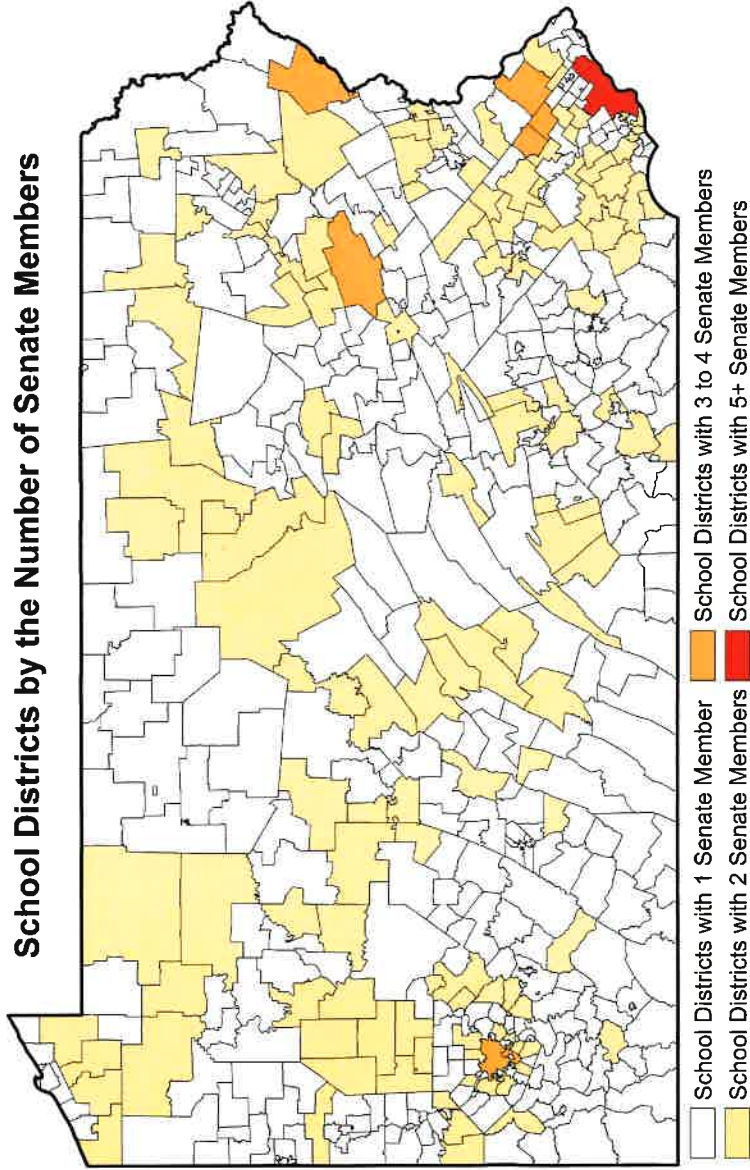 School Districts by the Number of Senate Members
School Districts with 1 Senate Member
School Districts with 3 to 4 Senate Members
School Districts with 2 Senate Members
School Districts with 5+ Senate Members